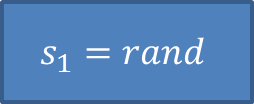 s₁ = rand